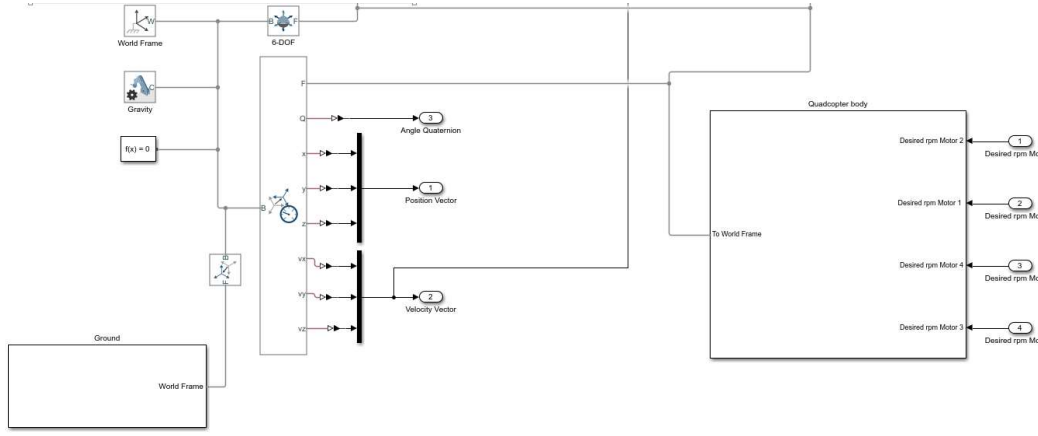 W
World Frame
B
F
6-DOF
C
Gravity
f(x) = 0
F
Q
3
Angle Quaternion
x
y
1
Position Vector
B
z
vx
vy
2
Velocity Vector
vz
B
F
Ground
World Frame
Quadcopter body
Desired rpm Motor 2
1
Desired rpm Mo
Desired rpm Motor 1
2
Desired rpm Mo
To World Frame
Desired rpm Motor 4
3
Desired rpm Mo
Desired rpm Motor 3
4
Desired rpm Mo